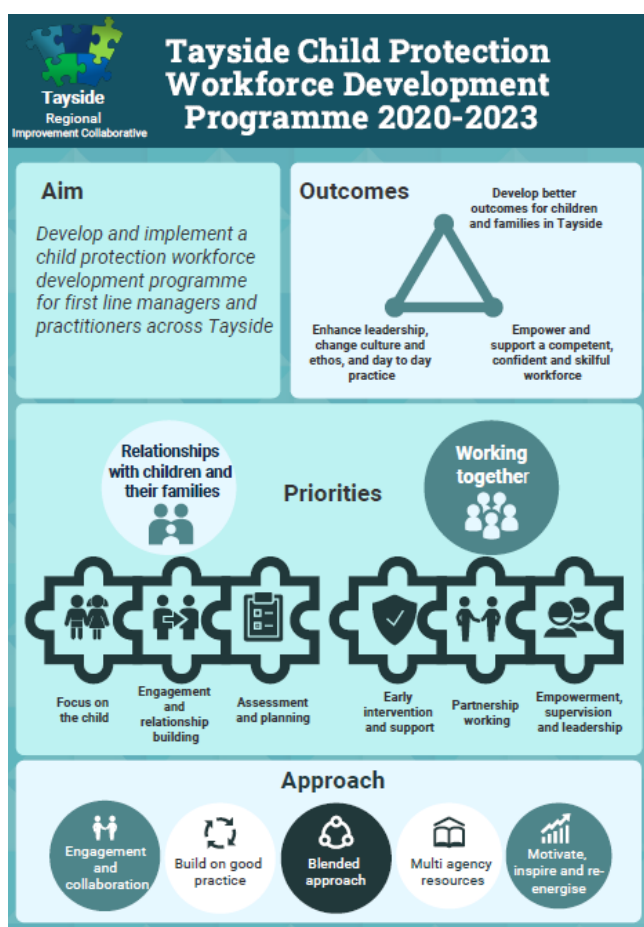 Tayside
Regional
Improvement Collaborative
Tayside Child Protection
Workforce Development
Programme 2020-2023
Aim
Develop and implement a
child protection workforce
development programme
for first line managers and
practitioners across Tayside
Outcomes
Develop better
outcomes for children
and families in Tayside
Enhance leadership,
change culture and
ethos, and day to day
practice
Empower and
support a competent,
confident and skilful
workforce
Priorities
Relationships
with children and
their families
Working
together
Focus on
the child
Engagement
and
relationship
building
Assessment
and planning
Early
intervention
and support
Partnership
working
Empowerment,
supervision
and leadership
Approach
Engagement
and
collaboration
Build on good
practice
Blended
approach
Multi agency
resources
Motivate,
inspire and re-
energise